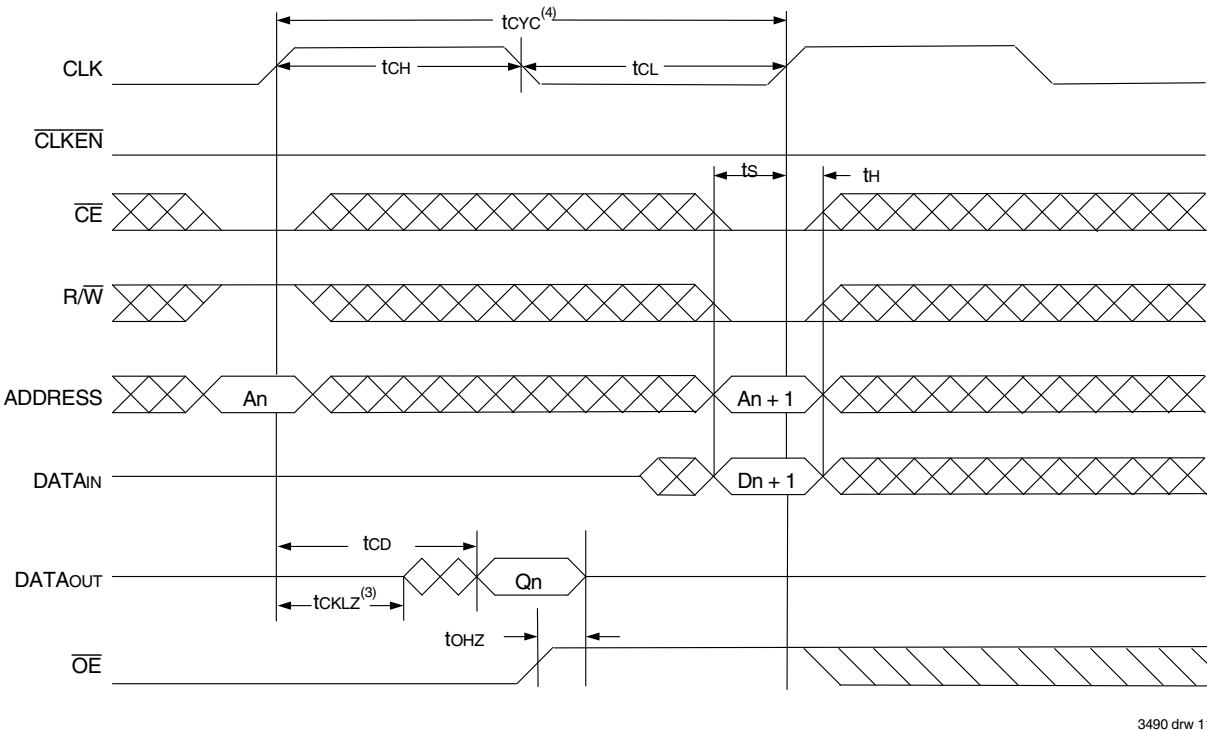 tCYC(4)
CLK
tCH
tCL
CLKEN
tS
tH
CE
R/W
ADDRESS
An
An + 1
DATAIN
Dn + 1
tCD
DATAOUT
Qn
tCKLZ(3)
tOHZ
OE
3490 drw 1